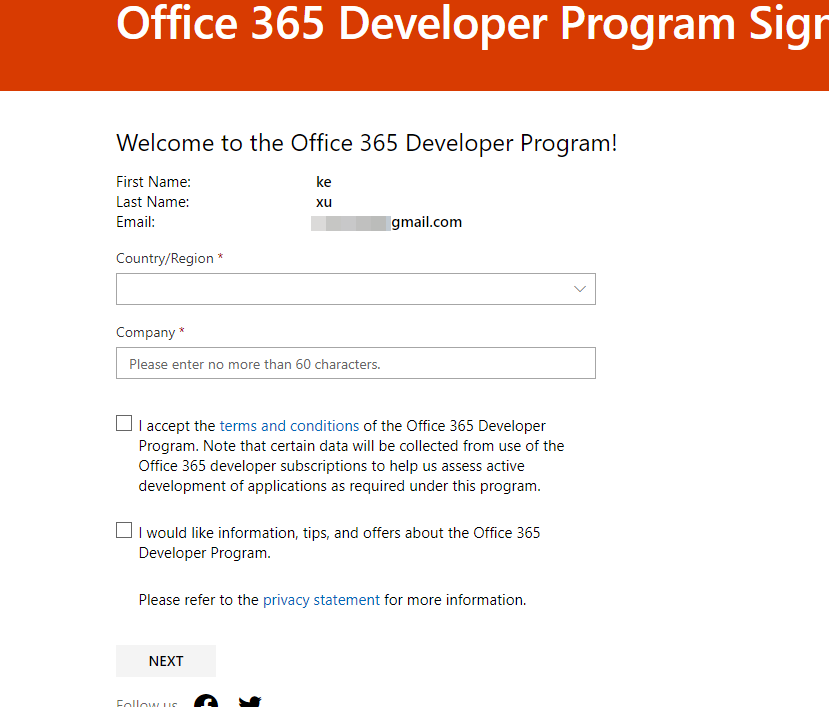 Office 365 Developer Program Sign
Welcome to the Office 365 Developer Program!
First Name: ke
Last Name: xu
Email: gmail.com
Country/Region *
Company *
Please enter no more than 60 characters.
I accept the terms and conditions of the Office 365 Developer
Program. Note that certain data will be collected from use of the
Office 365 developer subscriptions to help us assess active
development of applications as required under this program.
I would like information, tips, and offers about the Office 365
Developer Program.
Please refer to the privacy statement for more information.
NEXT
Follow us